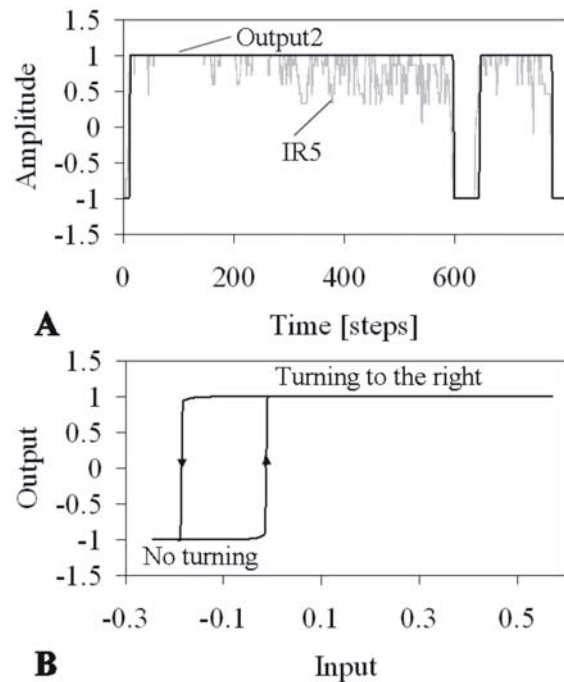 1.5
1
0.5
0
-0.5
-1
-1.5
Amplitude
Output2
IR5
0 200 400 600
A Time [steps]
1.5
1
0.5
0
-0.5
-1
-1.5
Output
Turning to the right
No turning
-0.3 -0.1 0.1 0.3 0.5
B Input